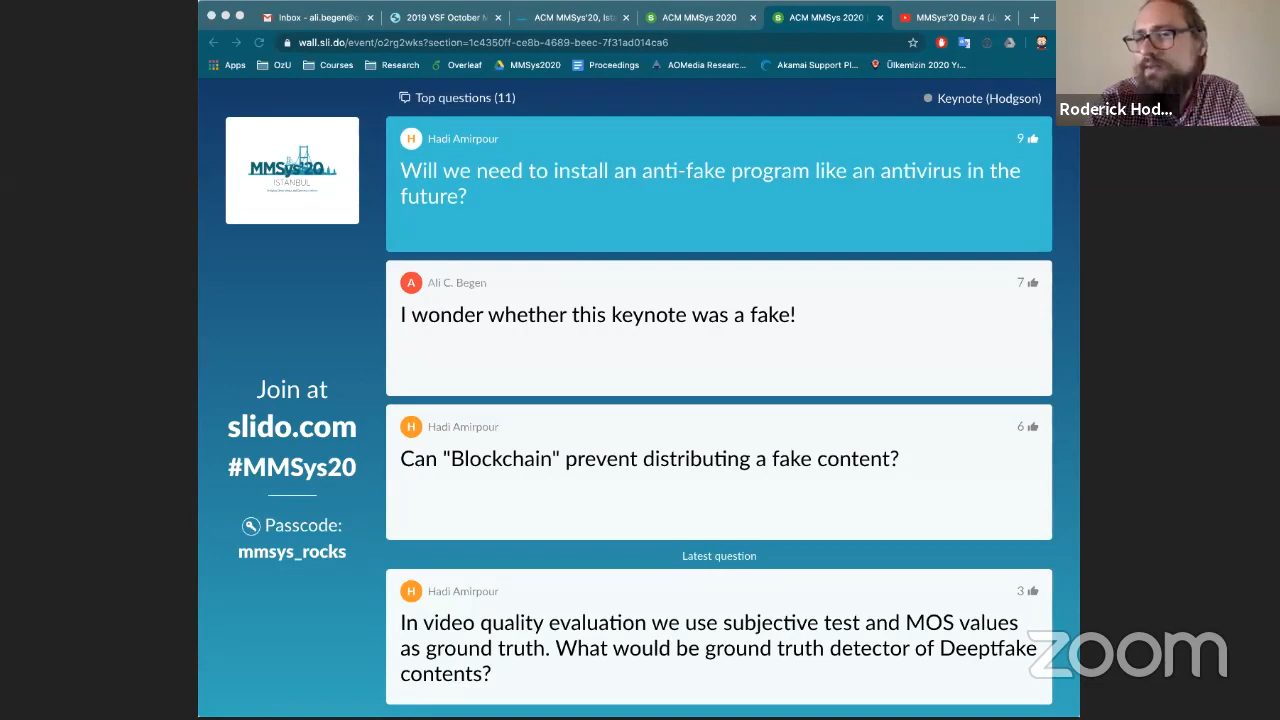 Inbox - ali.begen@o
2019 VSF October M
ACM MMSys'20, Ista
ACM MMSys 2020
ACM MMSys 2020
MMSys'20 Day 4 (J
wall.sli.do/event/o2rg2wks?section=1c4350ff-ce8b-4689-beec-7f31ad014ca6
Apps
OzU
Courses
Research
Overleaf
MMSys2020
Proceedings
AOMedia Researc...
Akamai Support Pl...
Ülkemizin 2020 Yı...
Roderick Hod...
Top questions (11)
Keynote (Hodgson)
MMSys'20
ISTANBUL
H Hadi Amirpour
9
Will we need to install an anti-fake program like an antivirus in the
future?
A Ali C. Begen
7
I wonder whether this keynote was a fake!
H Hadi Amirpour
6
Can "Blockchain" prevent distributing a fake content?
Join at
slido.com
#MMSys20
Passcode:
mmsys_rocks
Latest question
H Hadi Amirpour
3
In video quality evaluation we use subjective test and MOS values
as ground truth. What would be ground truth detector of Deeptfake
contents?
zoom